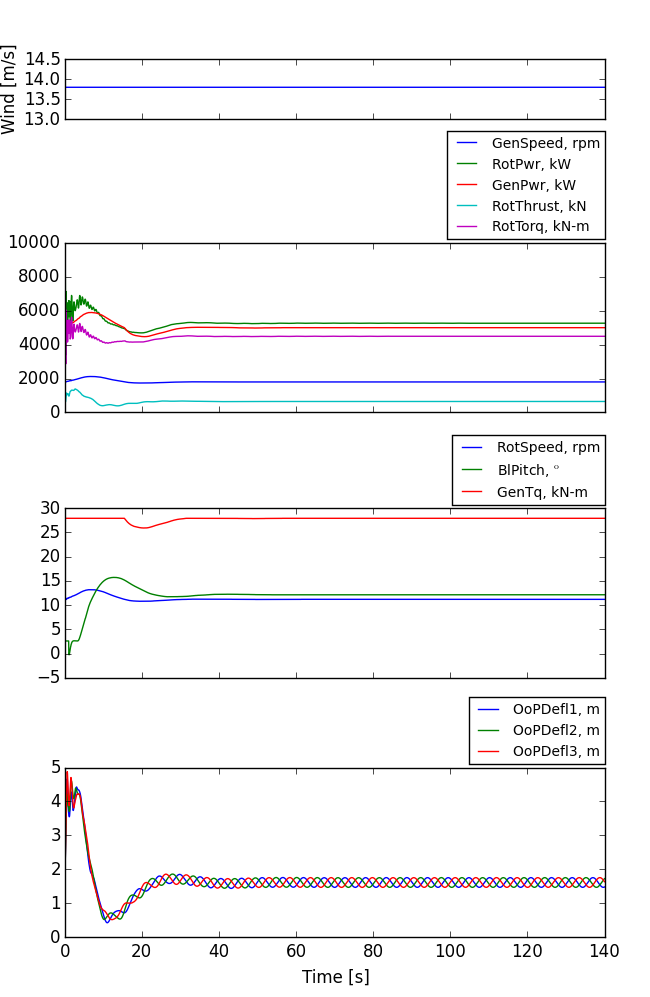 Wind [m/s]
14.5
14.0
13.5
13.0
GenSpeed, rpm
RotPwr, kW
GenPwr, kW
RotThrust, kN
RotTorq, kN-m
10000
8000
6000
4000
2000
0
RotSpeed, rpm
BlPitch, °
GenTq, kN-m
30
25
20
15
10
5
0
−5
OoPDefl1, m
OoPDefl2, m
OoPDefl3, m
5
4
3
2
1
0
0 20 40 60 80 100 120 140
Time [s]